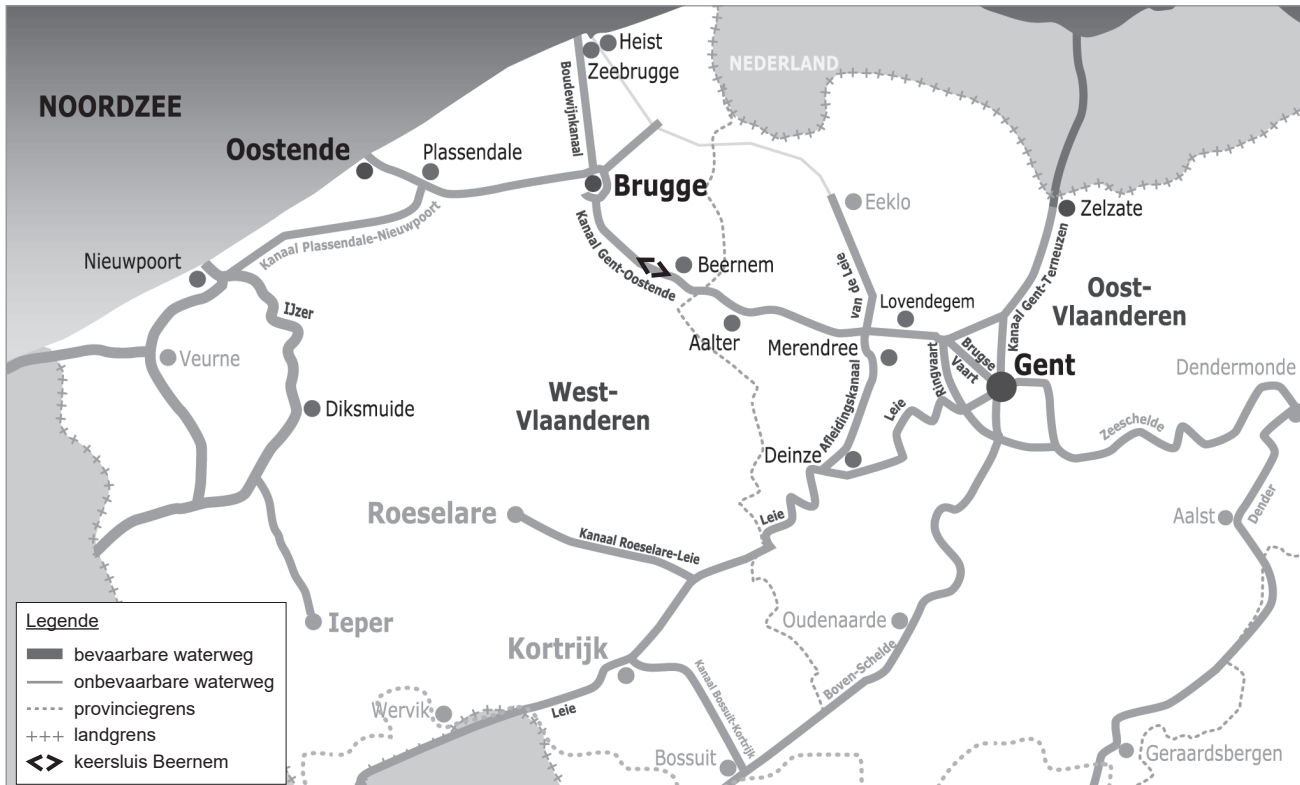 Heist
Zeebrugge
NEDERLAND
NOORDZEE
Boudewijnkanaal
Oostende
Plassendale
Brugge
Eeklo
Zelzate
Kanaal Plassendale-Nieuwpoort
Nieuwpoort
Kanaal Gent-Oostende
Beernem
van de Leie
Kanaal Gent-Terneuzen
Oost-
Vlaanderen
IJzer
Lovendegem
Aalter
Merendree
Veurne
Ringvaart
Brugse
Vaart
Gent
Dendermonde
West-
Vlaanderen
Afleidingskanaal
Diksmuide
Leie
Zeeschelde
Deinze
Roeselare
Leie
Aalst
Dender
Kanaal Roeselare-Leie
Legende
bevaarbare waterweg
onbevaarbare waterweg
provinciegrens
landgrens
keersluis Beernem
Ieper
Oudenaarde
Kortrijk
Kanaal Bossuit-Kortrijk
Boven-Schelde
Wervik
Leie
Bossuit
Geraardsbergen